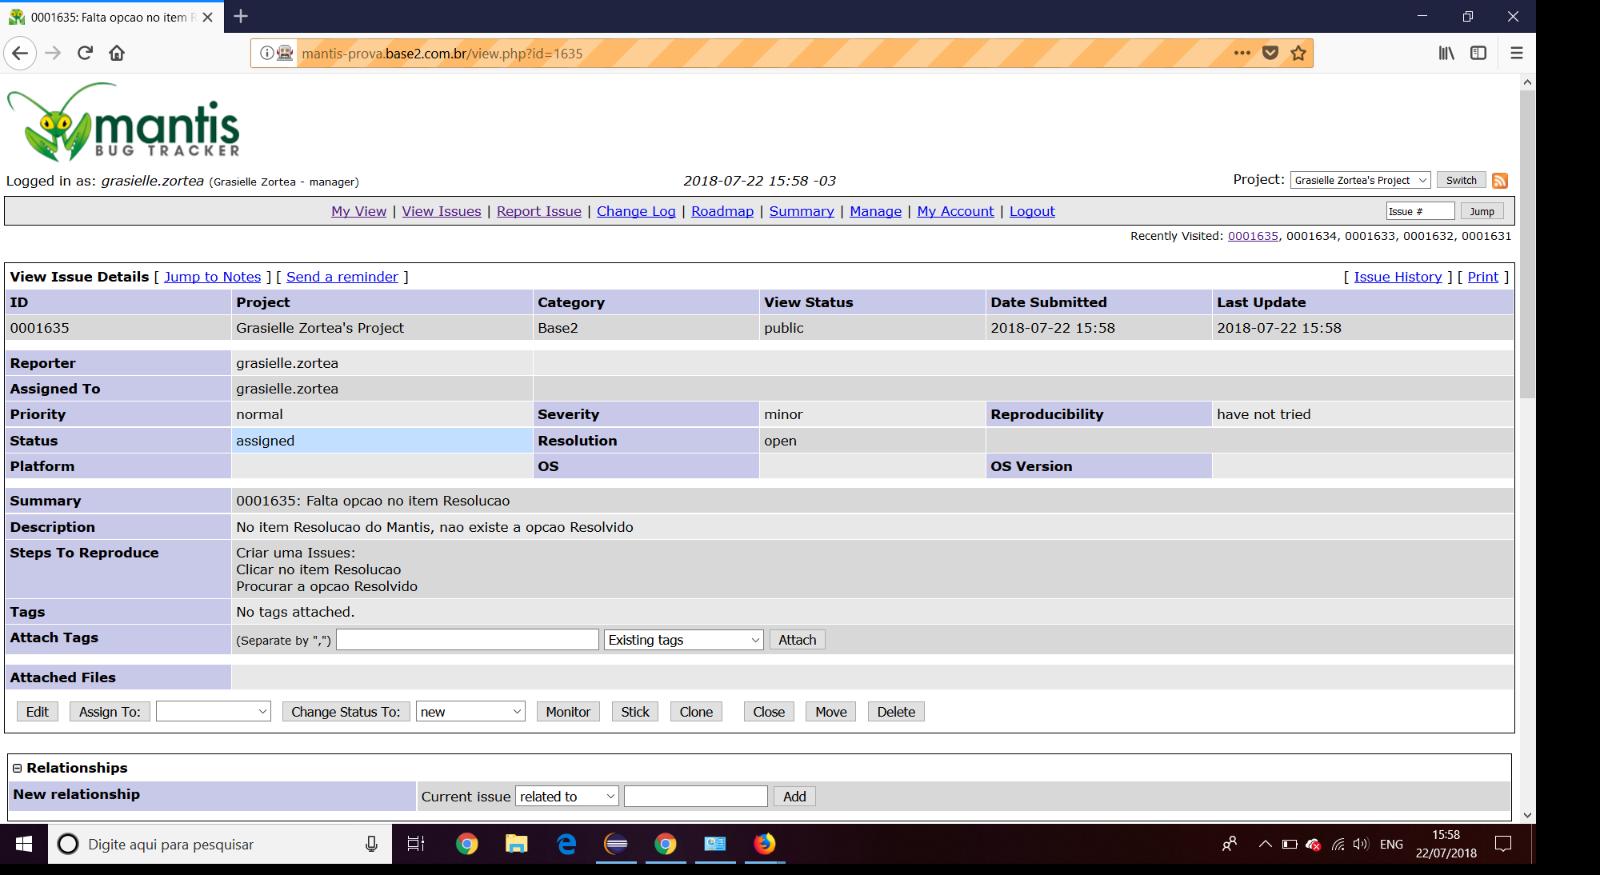 0001635: Falta opcao no item R
mantis-prova.base2.com.br/view.php?id=1635
mantis
BUG TRACKER
Logged in as: grasielle.zortea (Grasielle Zortea - manager)
2018-07-22 15:58 -03
Project: Grasielle Zortea's Project Switch
My View | View Issues | Report Issue | Change Log | Roadmap | Summary | Manage | My Account | Logout
Issue # Jump
Recently Visited: 0001635, 0001634, 0001633, 0001632, 0001631
View Issue Details [ Jump to Notes ] [ Send a reminder ] [ Issue History ] [ Print ]
ID Project Category View Status Date Submitted Last Update
0001635 Grasielle Zortea's Project Base2 public 2018-07-22 15:58 2018-07-22 15:58
Reporter grasielle.zortea
Assigned To grasielle.zortea
Priority normal Severity minor Reproducibility have not tried
Status assigned Resolution open
Platform OS OS Version
Summary 0001635: Falta opcao no item Resolucao
Description No item Resolucao do Mantis, nao existe a opcao Resolvido
Steps To Reproduce Criar uma Issues:
Clicar no item Resolucao
Procurar a opcao Resolvido
Tags No tags attached.
Attach Tags (Separate by ",") Existing tags Attach
Attached Files
Edit Assign To: Change Status To: new Monitor Stick Clone Close Move Delete
Relationships
New relationship Current issue related to Add
Digite aqui para pesquisar
ENG
15:58
22/07/2018